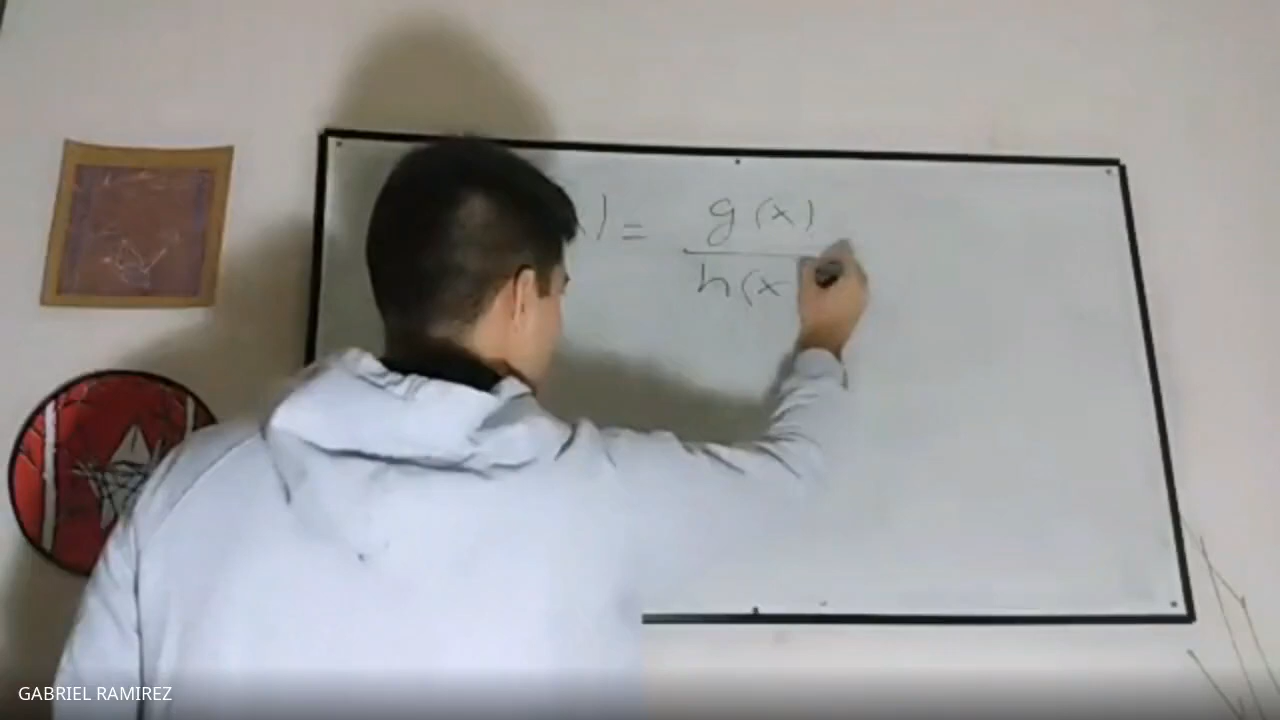 ) = g(x)
h(x
GABRIEL RAMIREZ